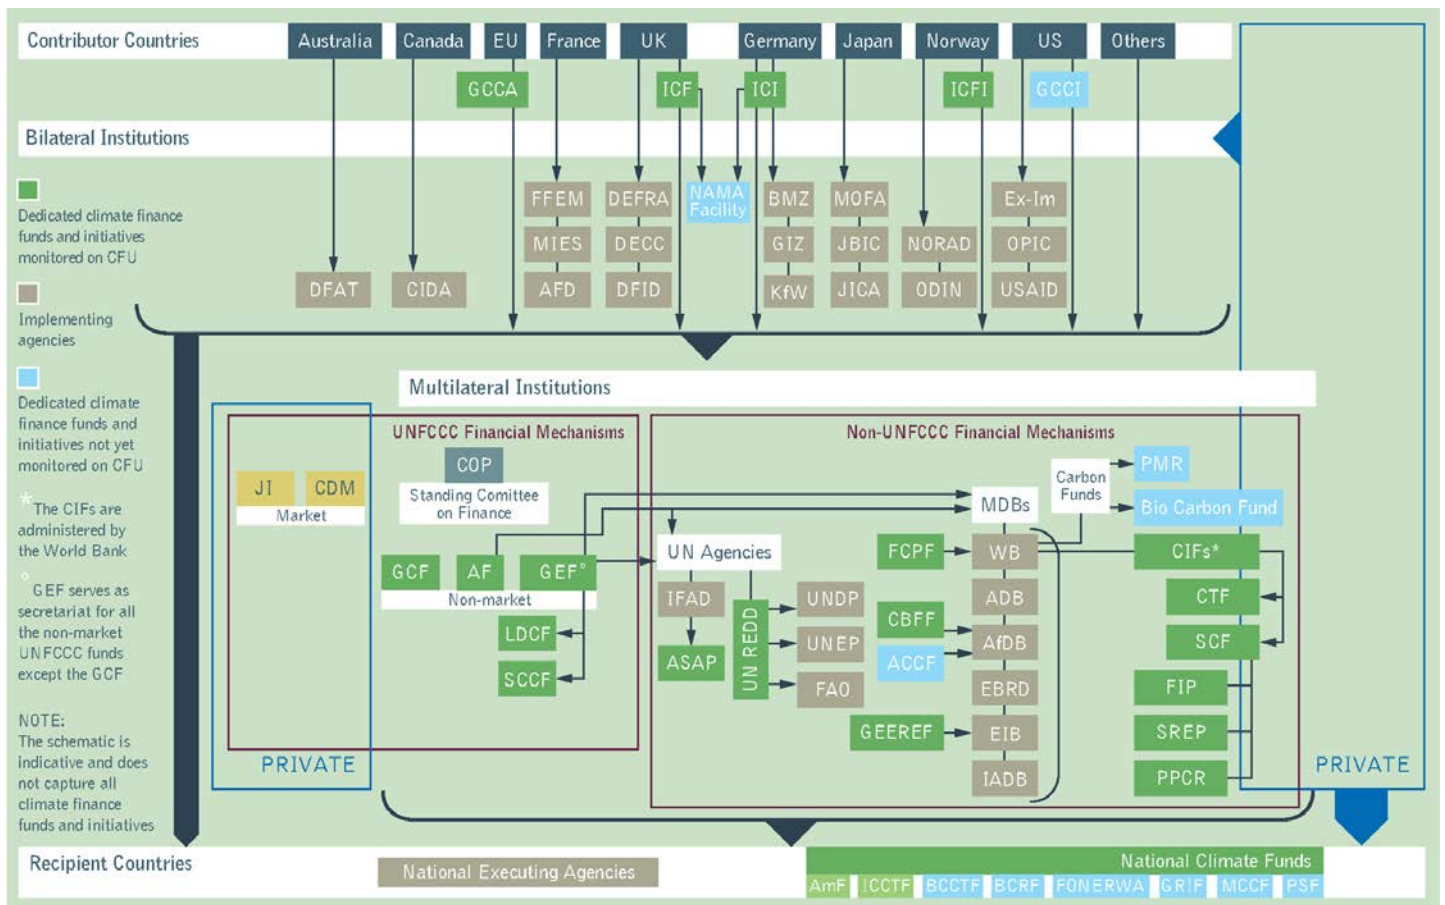 Contributor Countries
Australia
Canada
EU
France
UK
Germany
Japan
Norway
US
Others
GCCA
ICF
ICI
ICFI
GCCI
Bilateral Institutions
Dedicated climate finance
funds and initiatives
monitored on CFU
Implementing
agencies
Dedicated climate
finance funds and
initiatives not yet
monitored on CFU
* The CIFs are
administered by
the World Bank
° GEF serves as
secretariat for all
the non-market
UNFCCC funds
except the GCF
NOTE:
The schematic is
indicative and does
not capture all
climate finance
funds and initiatives
FFEM
DEFRA
NAMA
Facility
BMZ
MOFA
Ex-Im
MIES
DECC
GIZ
JBIC
NORAD
OPIC
DFAT
CIDA
AFD
DFID
KfW
JICA
ODIN
USAID
Multilateral Institutions
UNFCCC Financial Mechanisms
COP
Standing Comittee
on Finance
JI
CDM
Market
GCF
AF
GEF°
Non-market
LDCF
SCCF
PRIVATE
Non-UNFCCC Financial Mechanisms
Carbon
Funds
PMR
Bio Carbon Fund
MDBs
UN Agencies
IFAD
ASAP
UN REDD
UNDP
UNEP
FAO
FCPF
CBFF
ACCF
GEEREF
WB
ADB
AfDB
EBRD
EIB
IADB
CIFs*
CTF
SCF
FIP
SREP
PPCR
PRIVATE
Recipient Countries
National Executing Agencies
National Climate Funds
AmF
ICCTF
BCCTF
BCRF
FONERWA
GRIF
MCCF
PSF